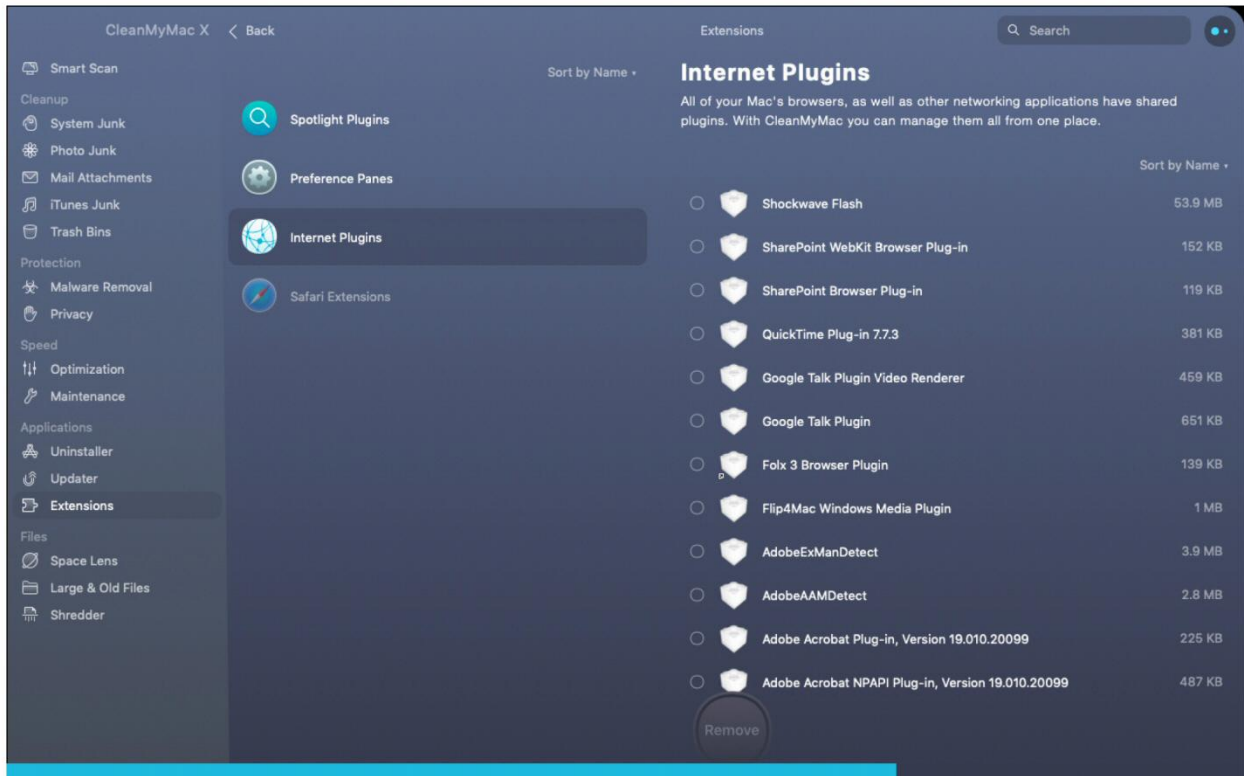 CleanMyMac X
Back
Extensions
Search
Smart Scan
Cleanup
System Junk
Photo Junk
Mail Attachments
iTunes Junk
Trash Bins
Protection
Malware Removal
Privacy
Speed
Optimization
Maintenance
Applications
Uninstaller
Updater
Extensions
Files
Space Lens
Large & Old Files
Shredder
Sort by Name
Spotlight Plugins
Preference Panes
Internet Plugins
Safari Extensions
Internet Plugins
All of your Mac's browsers, as well as other networking applications have shared
plugins. With CleanMyMac you can manage them all from one place.
Sort by Name
Shockwave Flash 53.9 MB
SharePoint WebKit Browser Plug-in 152 KB
SharePoint Browser Plug-in 119 KB
QuickTime Plug-in 7.7.3 381 KB
Google Talk Plugin Video Renderer 459 KB
Google Talk Plugin 651 KB
Folx 3 Browser Plugin 139 KB
Flip4Mac Windows Media Plugin 1 MB
AdobeExManDetect 3.9 MB
AdobeAAMDetect 2.8 MB
Adobe Acrobat Plug-in, Version 19.010.20099 225 KB
Adobe Acrobat NPAPI Plug-in, Version 19.010.20099 487 KB
Remove